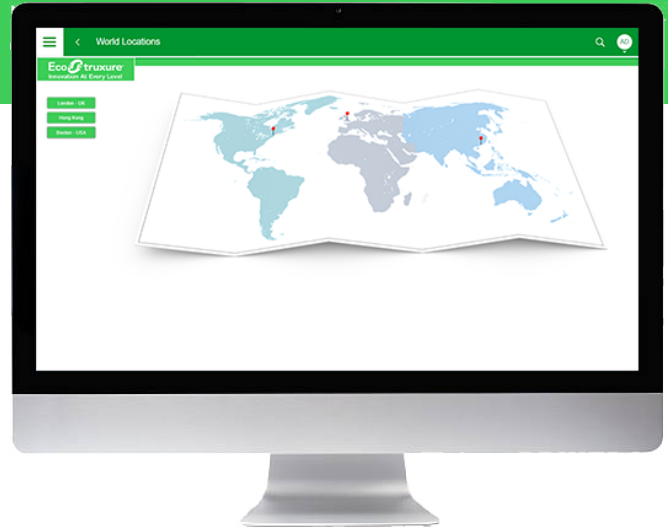 World Locations
AD
EcoStruxure
Innovation At Every Level
London - UK
Hong Kong
Boston - USA